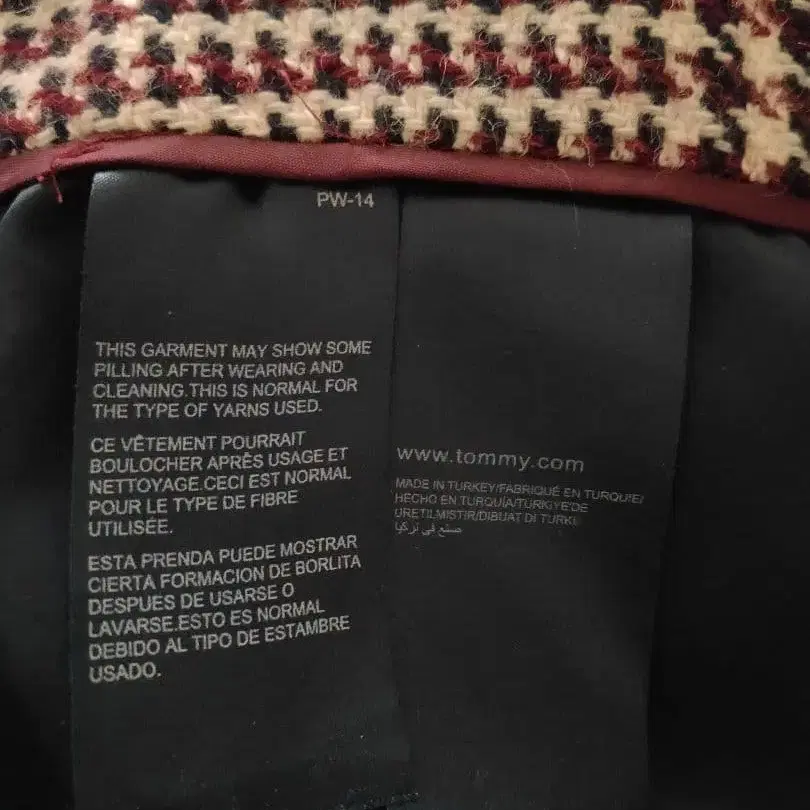 PW-14
THIS GARMENT MAY SHOW SOME
PILLING AFTER WEARING AND
CLEANING.THIS IS NORMAL FOR
THE TYPE OF YARNS USED.
CE VÊTEMENT POURRAIT
BOULOCHER APRÈS USAGE ET
NETTOYAGE.CECI EST NORMAL
POUR LE TYPE DE FIBRE
UTILISÉE.
ESTA PRENDA PUEDE MOSTRAR
CIERTA FORMACION DE BORLITA
DESPUES DE USARSE O
LAVARSE.ESTO ES NORMAL
DEBIDO AL TIPO DE ESTAMBRE
USADO.
www.tommy.com
MADE IN TURKEY/FABRIQUÉ EN TURQUIE/
HECHO EN TURQUÍA/TÜRKIYE'DE
ÜRETILMISTIR/DIBUAT DI TURKI
صنع في تركيا